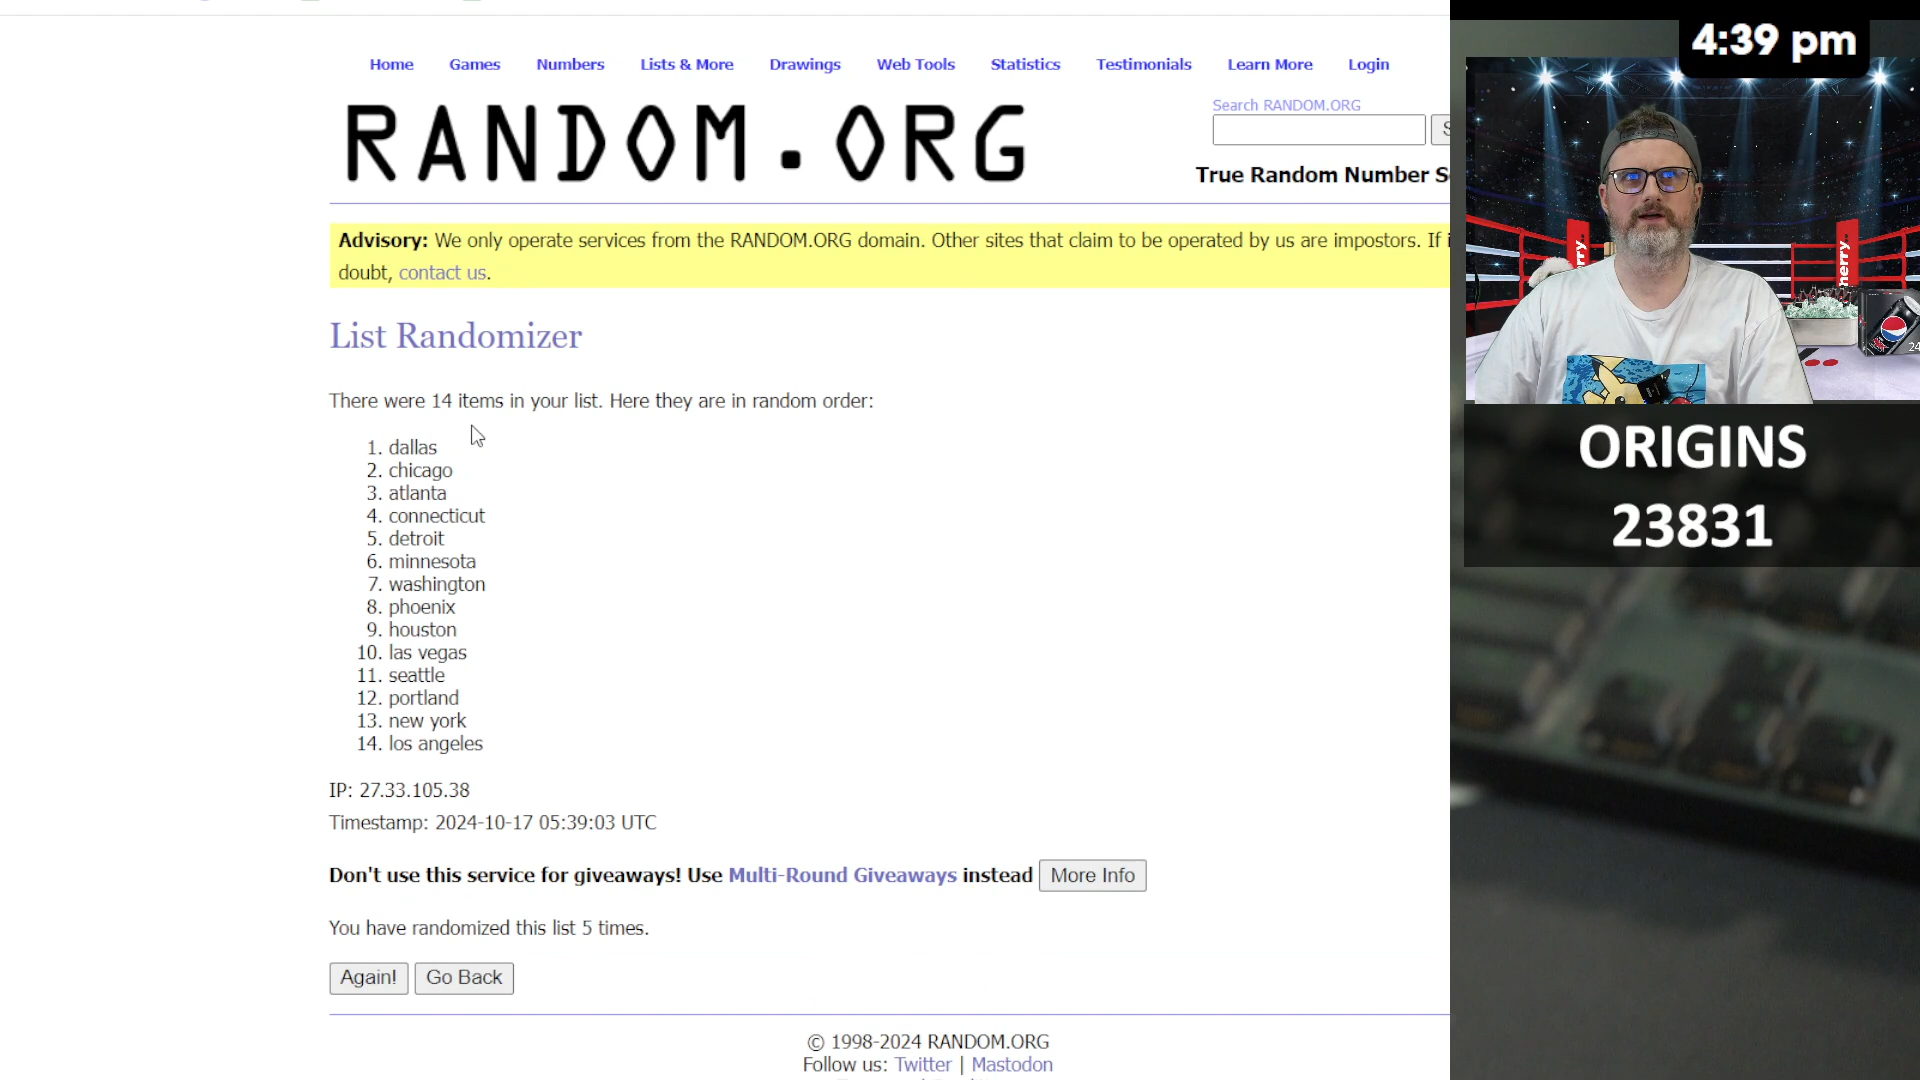 Home Games Numbers Lists & More Drawings Web Tools Statistics Testimonials Learn More Login
RANDOM.ORG
Search RANDOM.ORG
True Random Number
Advisory: We only operate services from the RANDOM.ORG domain. Other sites that claim to be operated by us are impostors. If
doubt, contact us.
List Randomizer
There were 14 items in your list. Here they are in random order:
1. dallas
2. chicago
3. atlanta
4. connecticut
5. detroit
6. minnesota
7. washington
8. phoenix
9. houston
10. las vegas
11. seattle
12. portland
13. new york
14. los angeles
IP: 27.33.105.38
Timestamp: 2024-10-17 05:39:03 UTC
Don't use this service for giveaways! Use Multi-Round Giveaways instead More Info
You have randomized this list 5 times.
Again! Go Back
© 1998-2024 RANDOM.ORG
Follow us: Twitter | Mastodon
4:39 pm
rry.
herry.
24
ORIGINS
23831